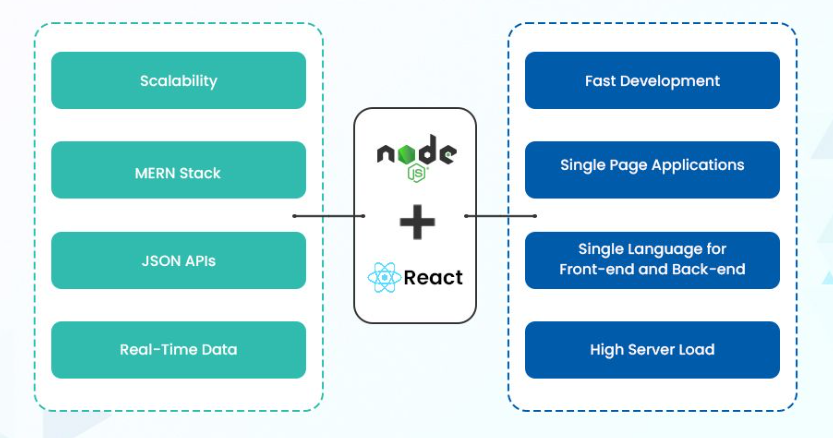 Scalability
MERN Stack
JSON APIs
Real-Time Data
node
JS
+
React
Fast Development
Single Page Applications
Single Language for
Front-end and Back-end
High Server Load